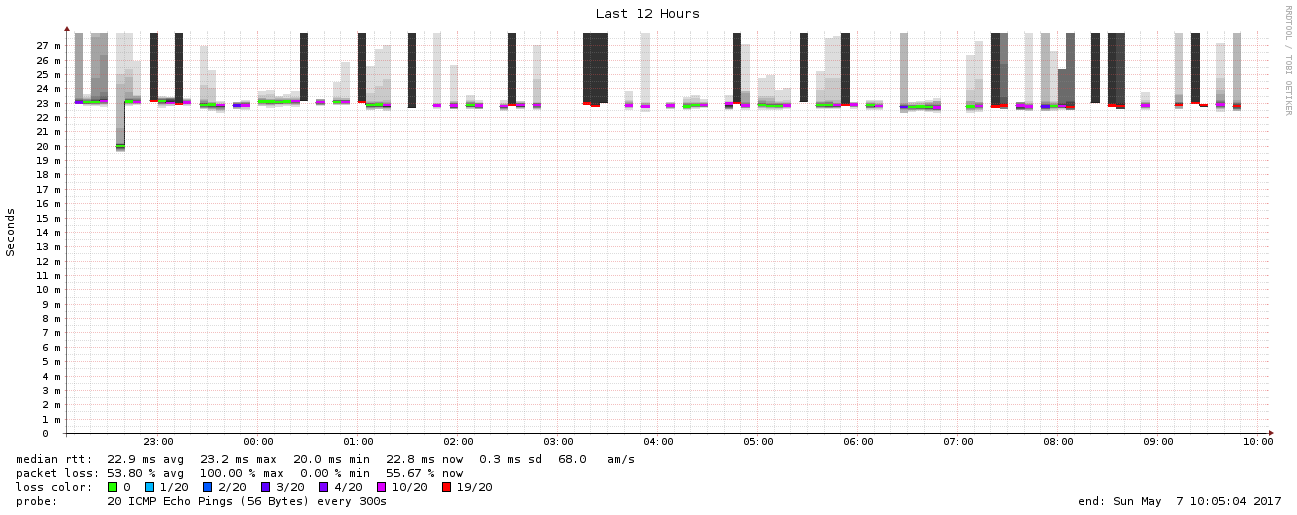 Last 12 Hours
RRDTOOL / TOBI OETIKER
Seconds
27 m
26 m
25 m
24 m
23 m
22 m
21 m
20 m
19 m
18 m
17 m
16 m
15 m
14 m
13 m
12 m
11 m
10 m
9 m
8 m
7 m
6 m
5 m
4 m
3 m
2 m
1 m
0
23:00 00:00 01:00 02:00 03:00 04:00 05:00 06:00 07:00 08:00 09:00 10:00
median rtt: 22.9 ms avg 23.2 ms max 20.0 ms min 22.8 ms now 0.3 ms sd 68.0 am/s
packet loss: 53.80 % avg 100.00 % max 0.00 % min 55.67 % now
loss color: 0 1/20 2/20 3/20 4/20 10/20 19/20
probe: 20 ICMP Echo Pings (56 Bytes) every 300s end: Sun May 7 10:05:04 2017